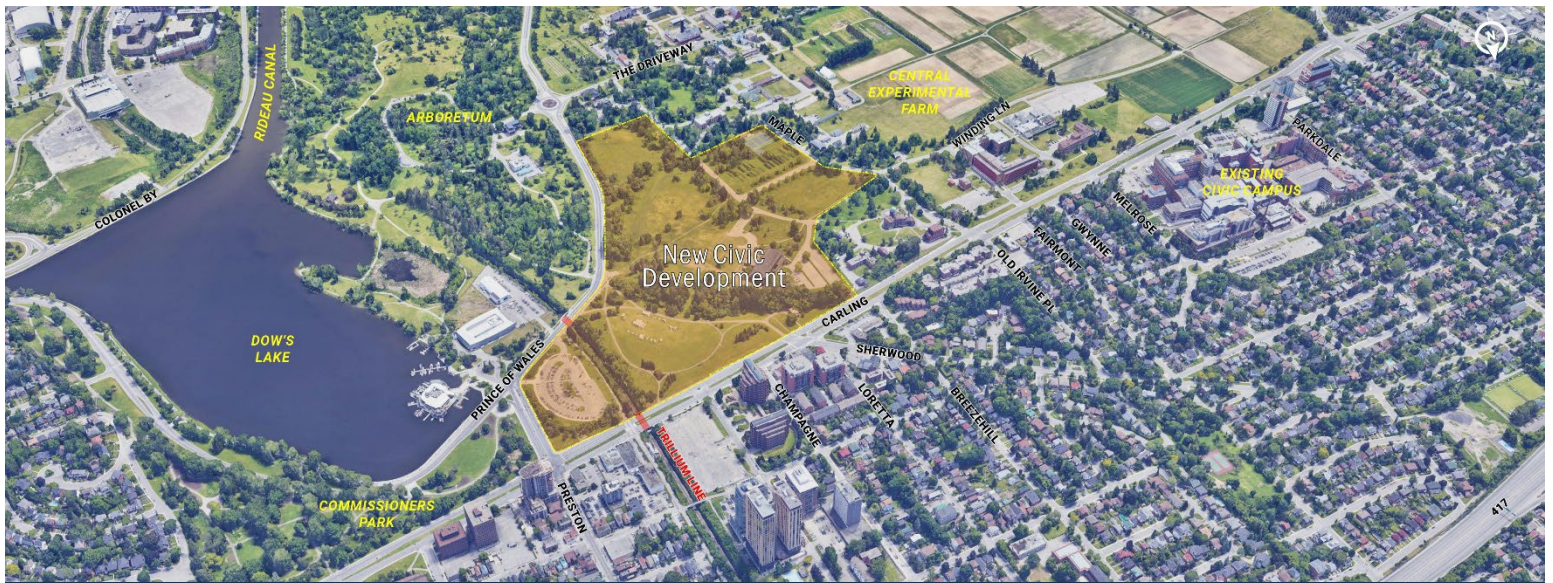 N
RIDEAU CANAL
THE DRIVEWAY
ARBORETUM
CENTRAL
EXPERIMENTAL
FARM
MAPLE
WINDING LN
PARKDALE
EXISTING
CIVIC CAMPUS
COLONEL BY
MELROSE
GWYNNE
FAIRMONT
OLD IRVINE PL
New Civic
Development
CARLING
DOW'S
LAKE
PRINCE OF WALES
SHERWOOD
CHAMPAGNE
LORETTA
BREEZEHILL
TRILLIUM LINE
PRESTON
COMMISSIONERS
PARK
417